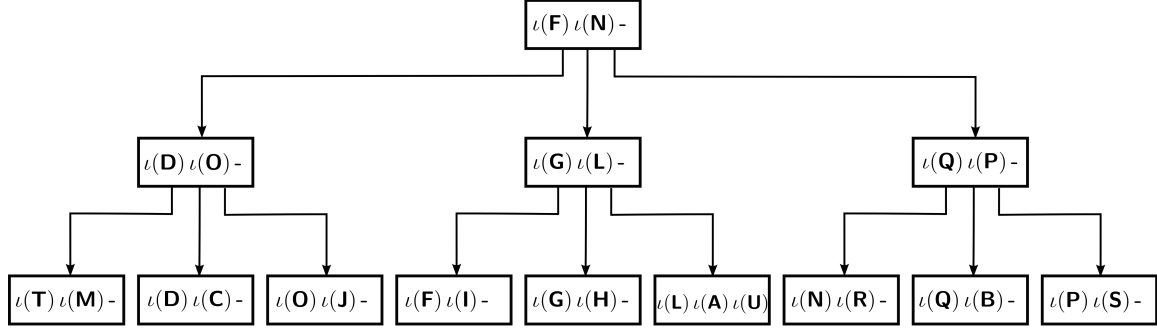 ι(F) ι(N) -
ι(D) ι(O) - ι(G) ι(L) - ι(Q) ι(P) -
ι(T) ι(M) - ι(D) ι(C) - ι(O) ι(J) - ι(F) ι(I) - ι(G) ι(H) - ι(L) ι(A) ι(U) ι(N) ι(R) - ι(Q) ι(B) - ι(P) ι(S) -